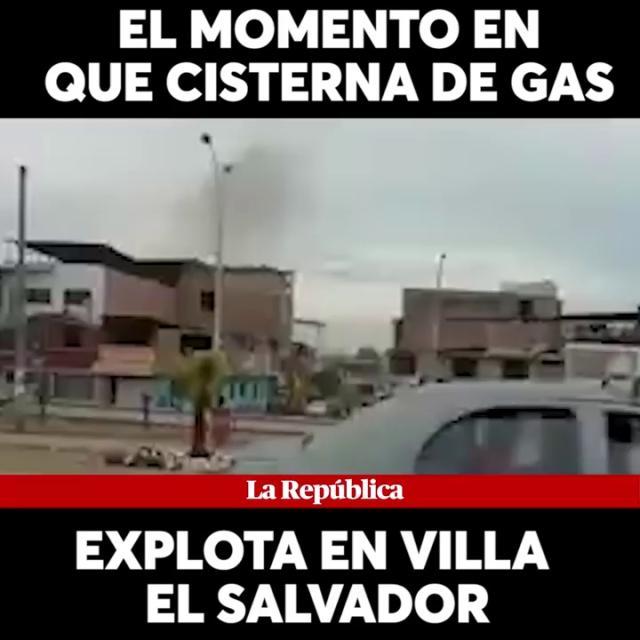 EL MOMENTO EN
QUE CISTERNA DE GAS
La República
EXPLOTA EN VILLA
EL SALVADOR